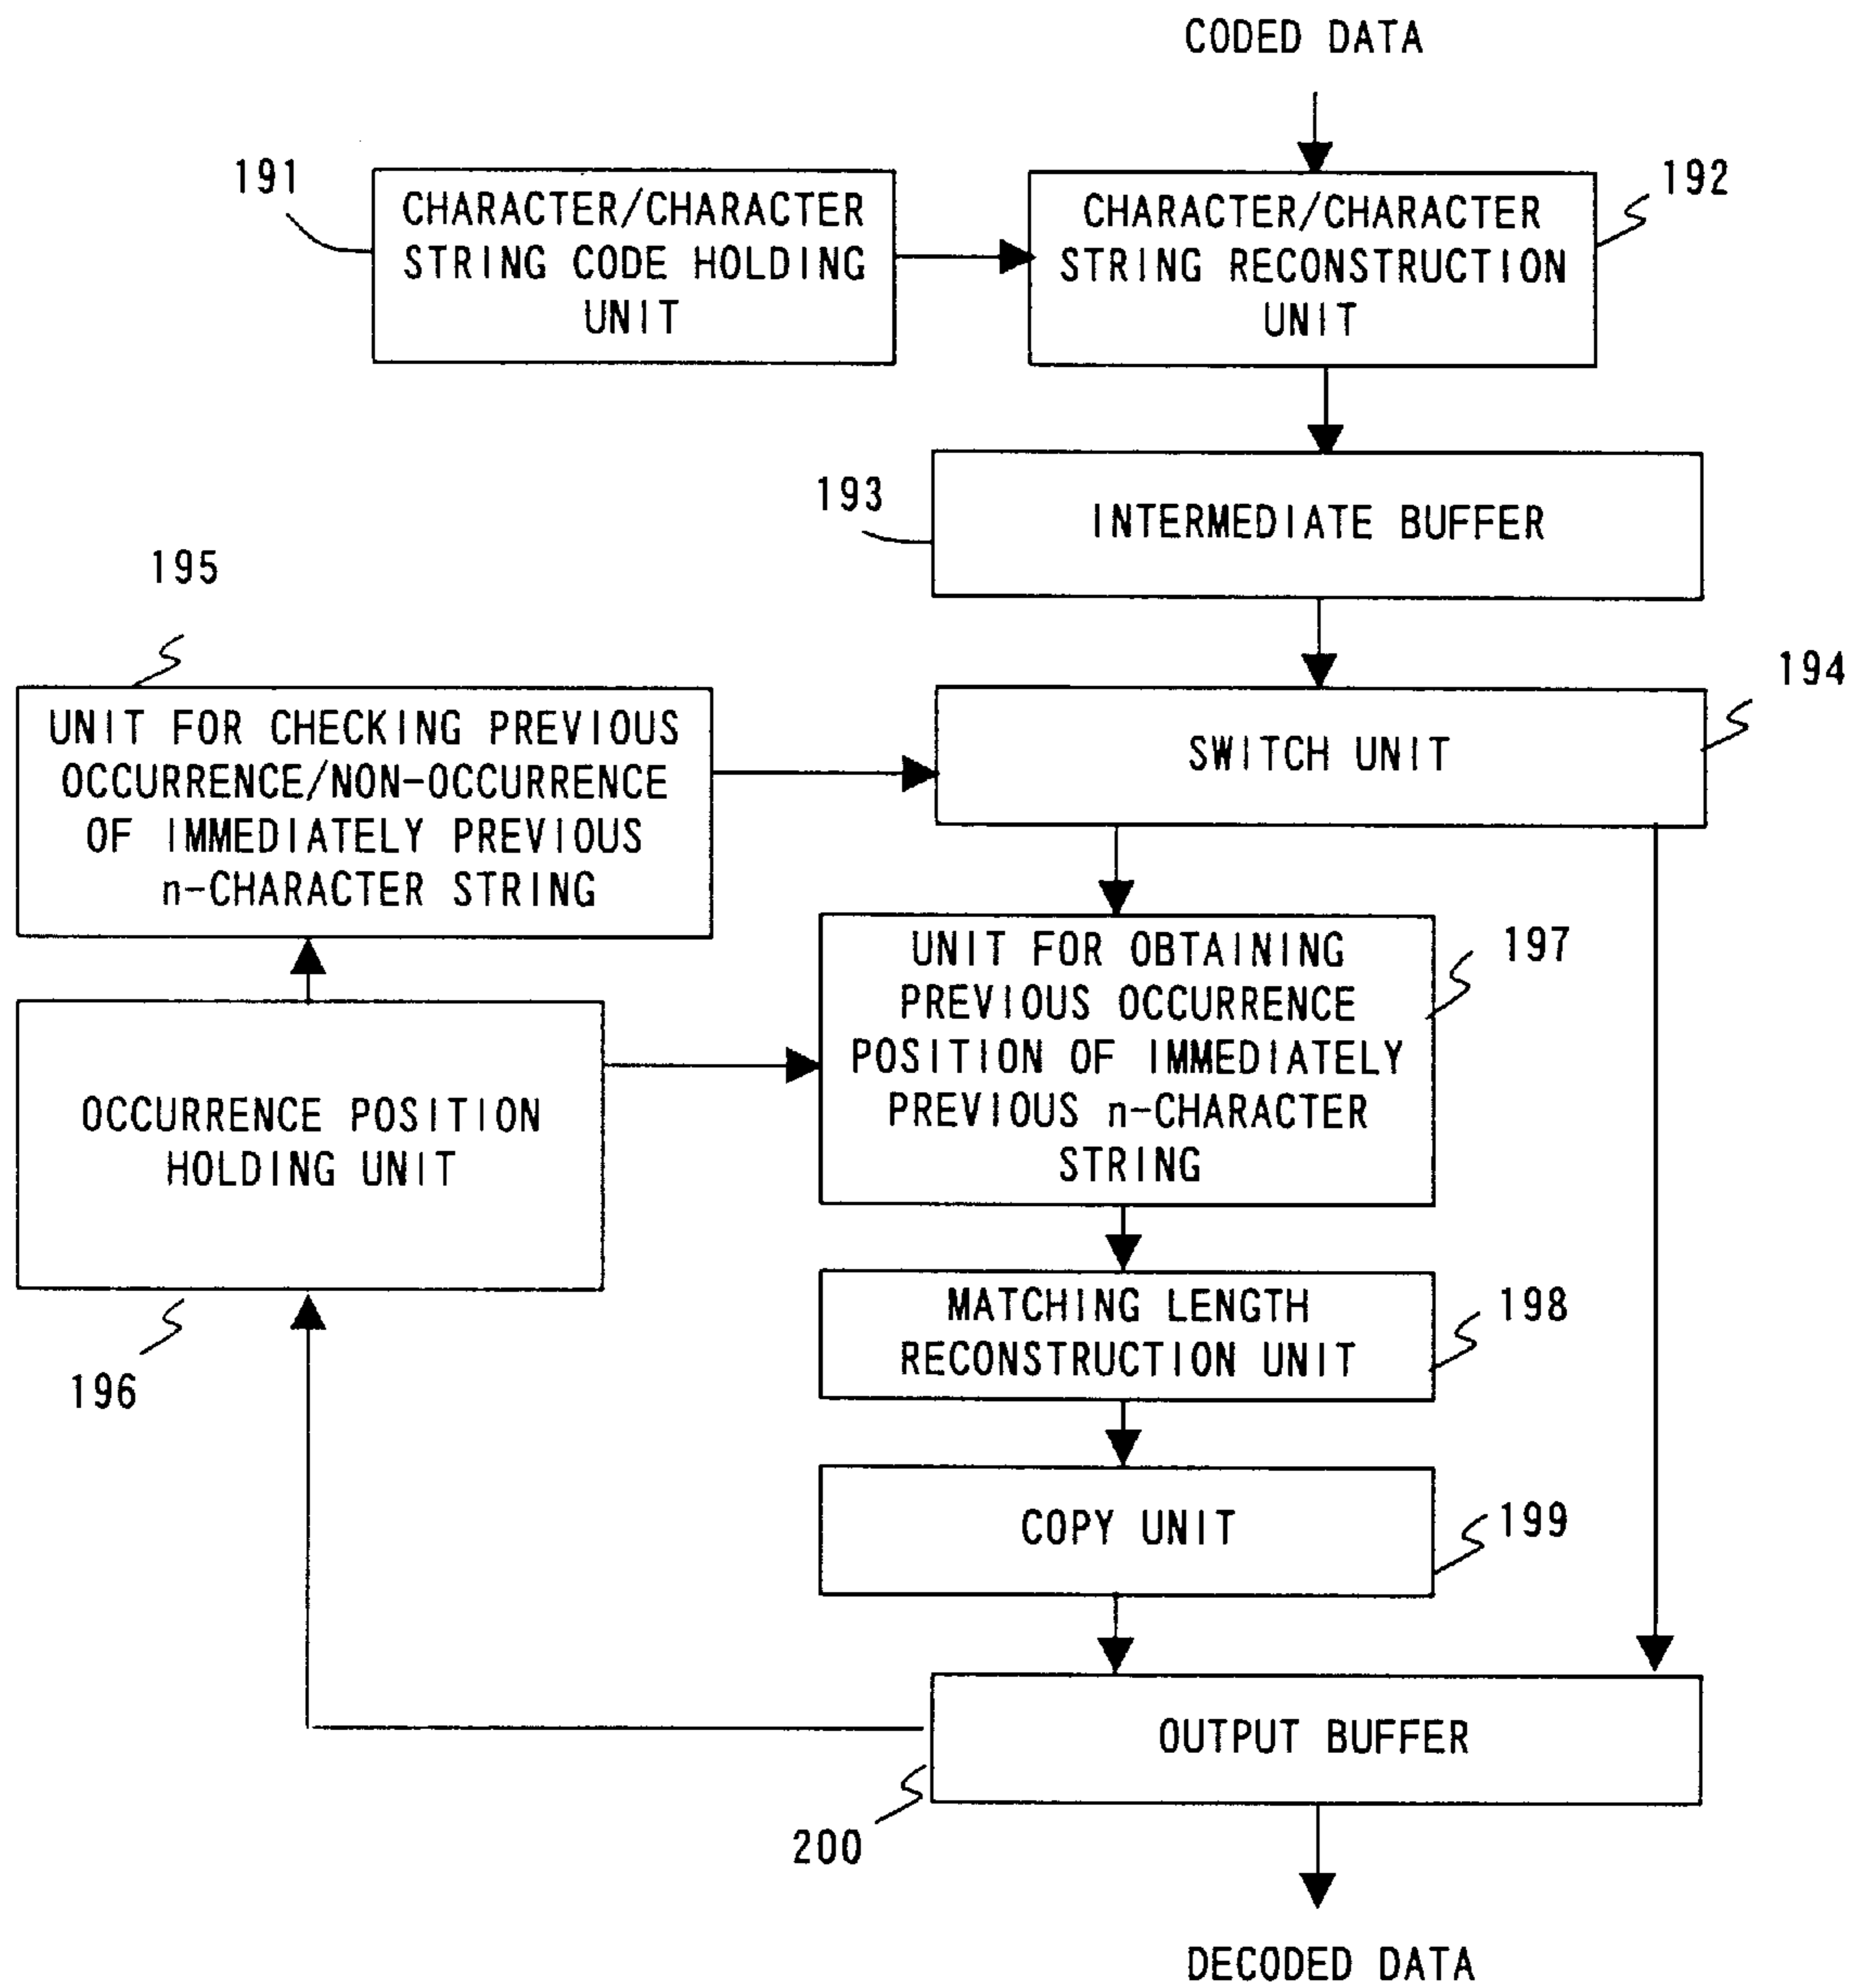 CODED DATA
191
CHARACTER/CHARACTER
STRING CODE HOLDING
UNIT
192
CHARACTER/CHARACTER
STRING RECONSTRUCTION
UNIT
193
INTERMEDIATE BUFFER
195
UNIT FOR CHECKING PREVIOUS
OCCURRENCE/NON-OCCURRENCE
OF IMMEDIATELY PREVIOUS
n-CHARACTER STRING
194
SWITCH UNIT
197
UNIT FOR OBTAINING
PREVIOUS OCCURRENCE
POSITION OF IMMEDIATELY
PREVIOUS n-CHARACTER
STRING
OCCURRENCE POSITION
HOLDING UNIT
196
MATCHING LENGTH
RECONSTRUCTION UNIT
198
COPY UNIT
199
OUTPUT BUFFER
200
DECODED DATA